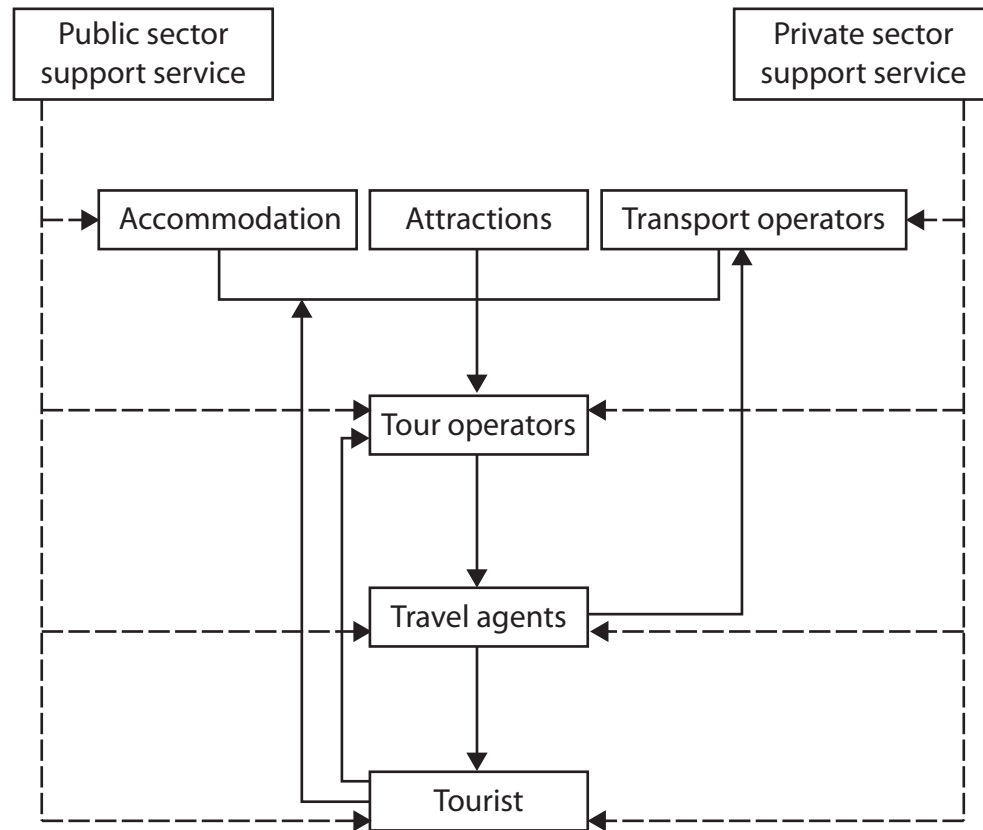 Public sector
support service
Private sector
support service
Accommodation
Attractions
Transport operators
Tour operators
Travel agents
Tourist